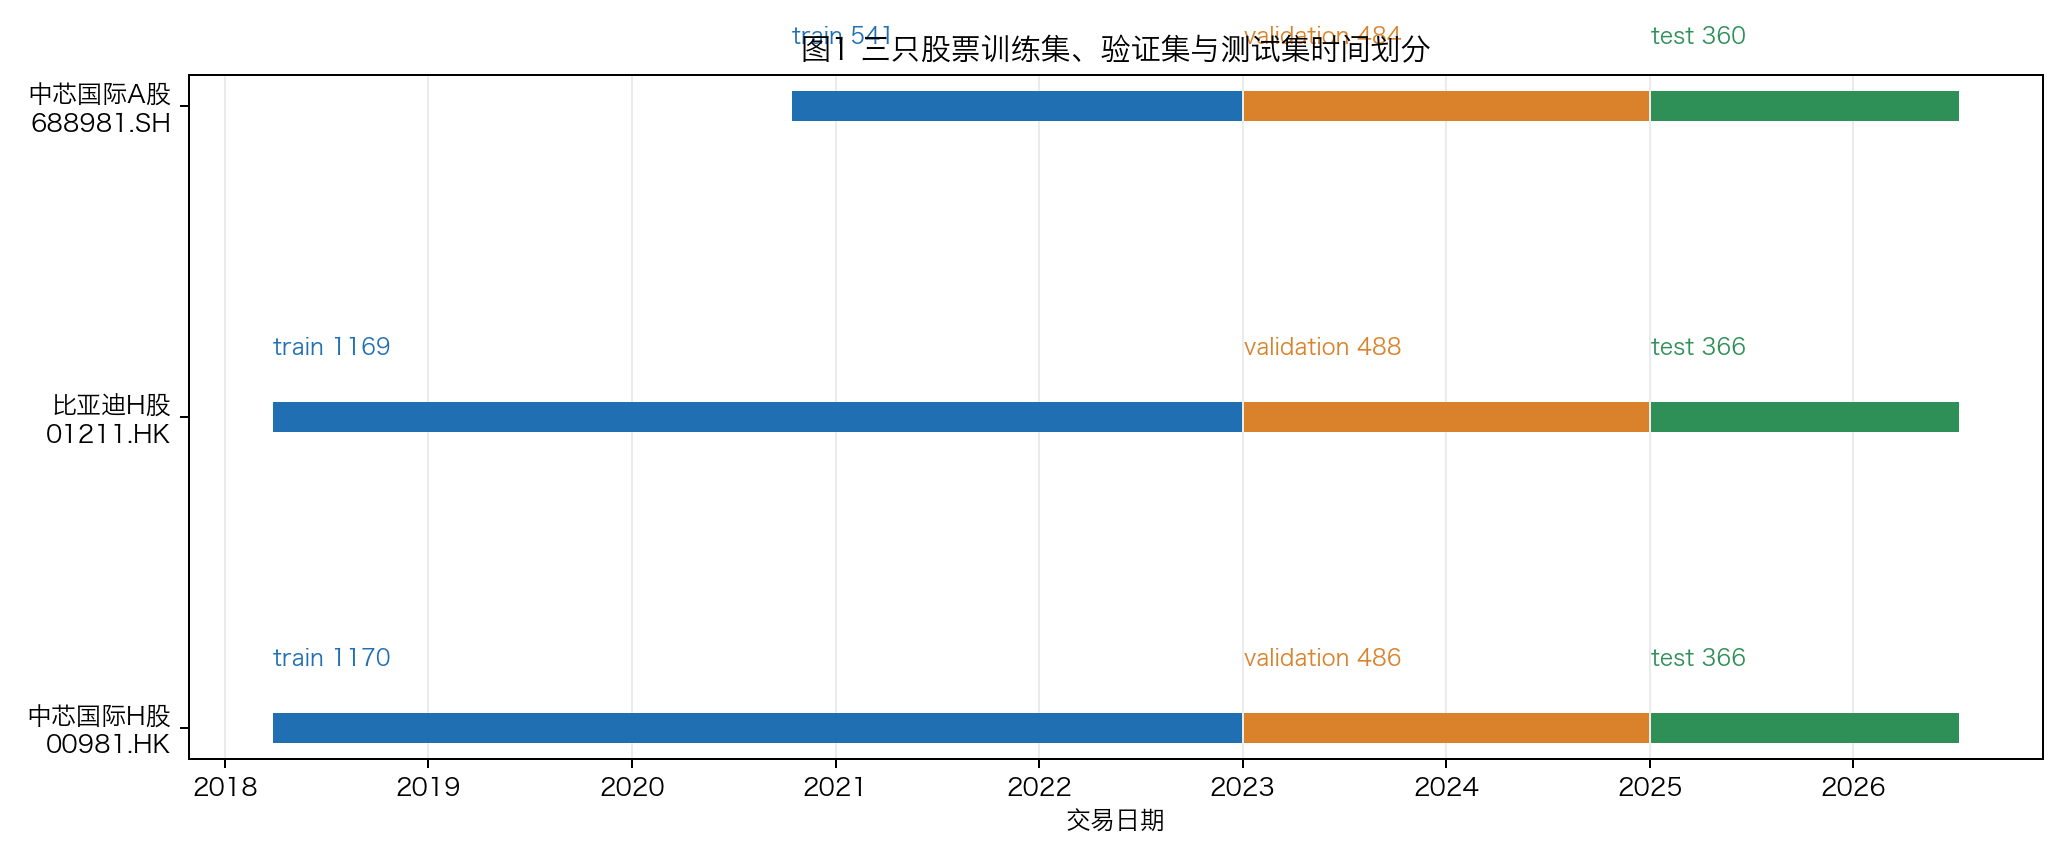 train 541
validation 484
test 360
图1 三只股票训练集、验证集与测试集时间划分
中芯国际A股
688981.SH
train 1169
validation 488
test 366
比亚迪H股
01211.HK
train 1170
validation 486
test 366
中芯国际H股
00981.HK
2018
2019
2020
2021
2022
2023
2024
2025
2026
交易日期